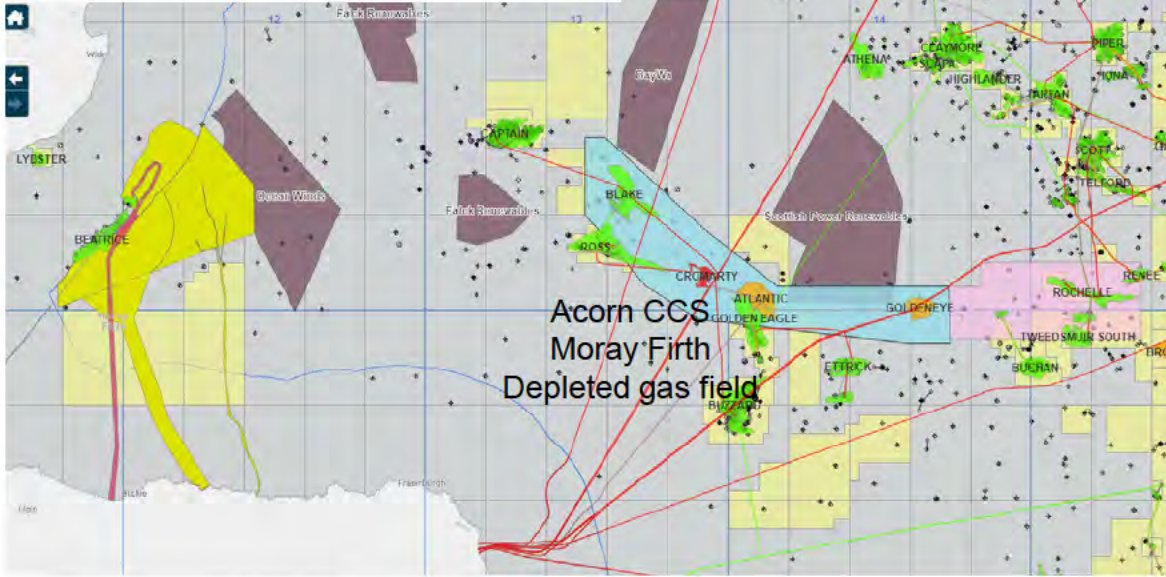 12
13
14
Falck Renewables
CLAYMORE
PIPER
ATHENA
SLAPA
HIGHLANDER
IONA
TARTAN
CAPTAIN
SCOTT
LYBSTER
TELFORD
BLAKE
Ocean Winds
Falck Renewables
Scottish Power Renewables
BEATRICE
ROSS
CROMARTY
RENEE
ROCHELLE
ATLANTIC
Acorn CCS
GOLDENEYE
GOLDEN EAGLE
Moray Firth
TWEEDSMUIR SOUTH
ETTRICK
BUCHAN
Depleted gas field
BUZZARD
Fraserburgh